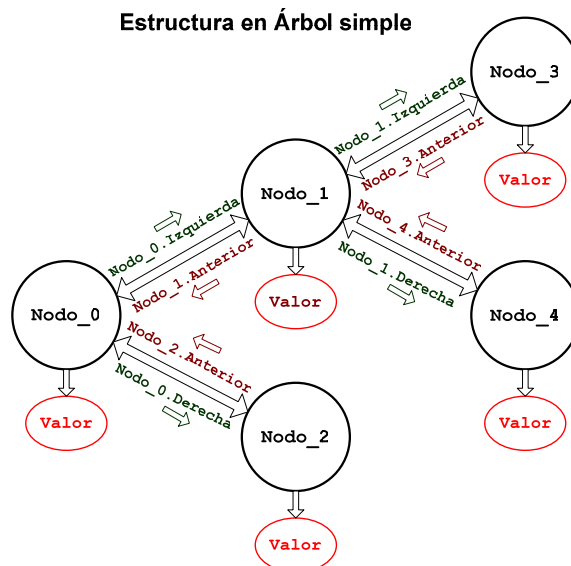 Estructura en Árbol simple
Nodo_3
Nodo_1.Izquierda
Nodo_3.Anterior
Valor
Nodo_1
Nodo_0.Izquierda
Nodo_1.Anterior
Nodo_4.Anterior
Nodo_1.Derecha
Valor
Nodo_0
Nodo_4
Nodo_2.Anterior
Nodo_0.Derecha
Valor
Valor
Nodo_2
Valor